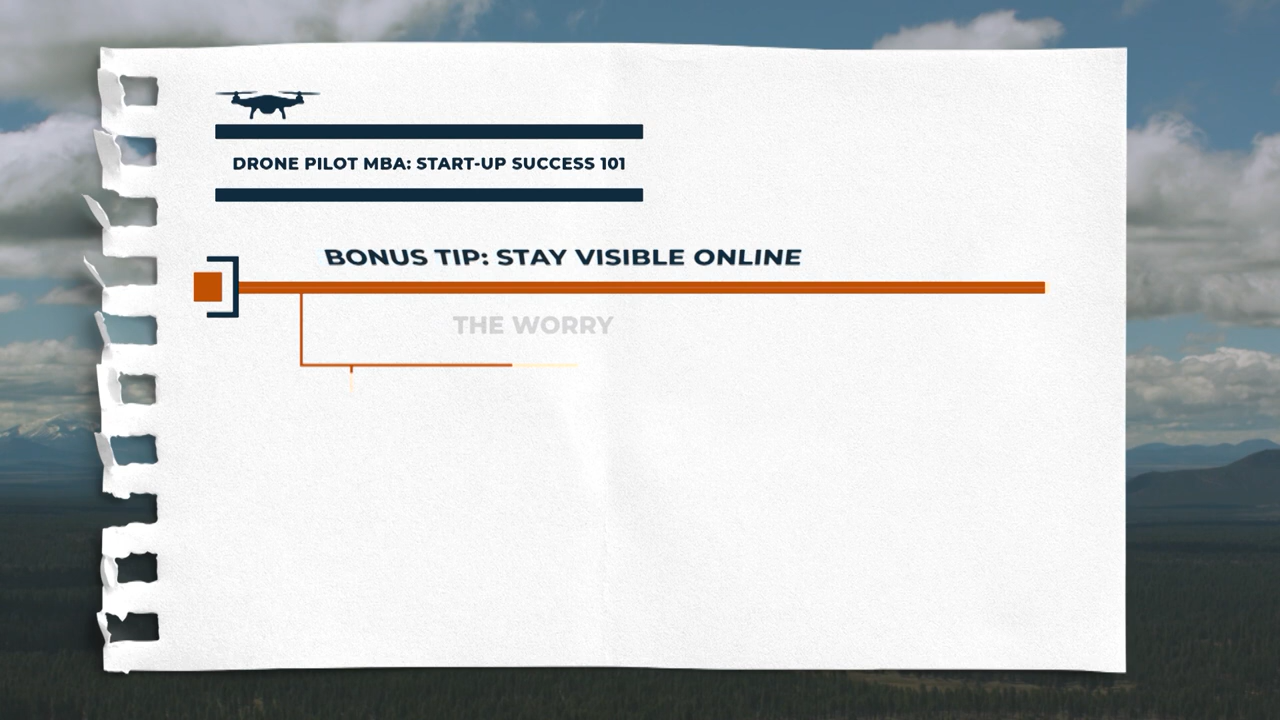 DRONE PILOT MBA: START-UP SUCCESS 101
BONUS TIP: STAY VISIBLE ONLINE
THE WORRY